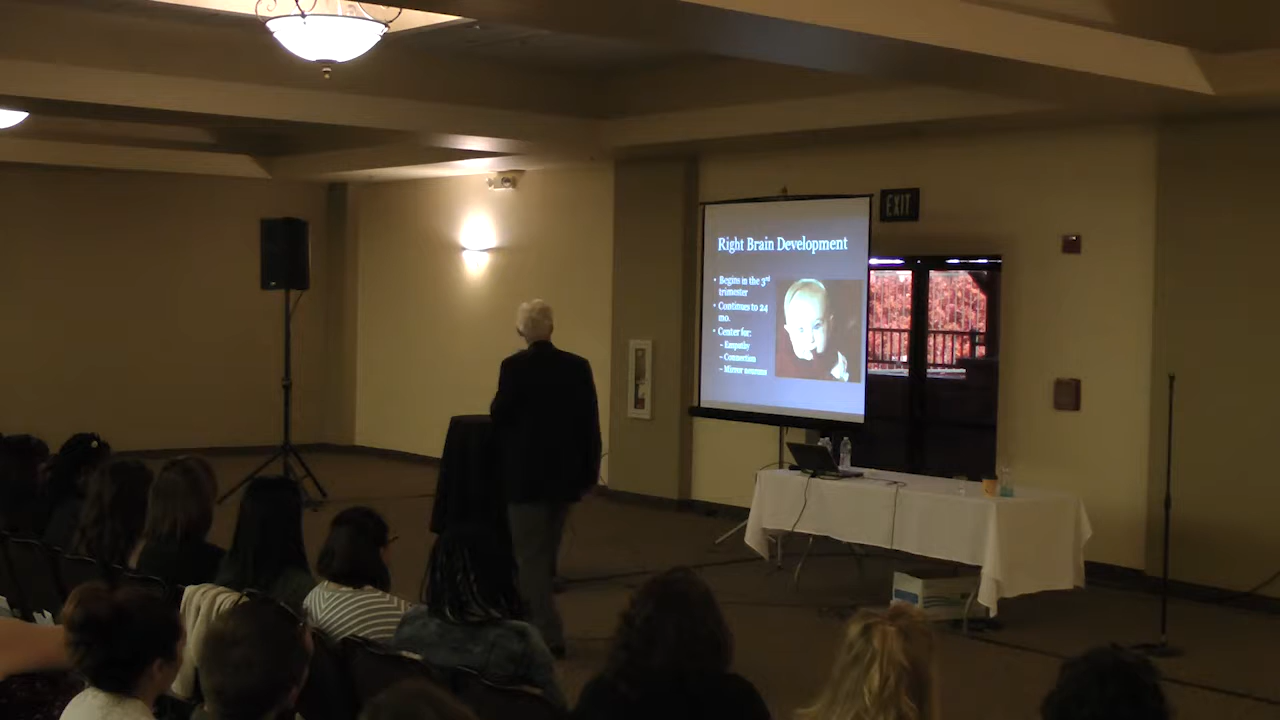 EXIT
Right Brain Development
• Begins in the 3rd
trimester
• Continues to 24
mo.
• Center for:
– Empathy
– Connection
– Mirror neurons